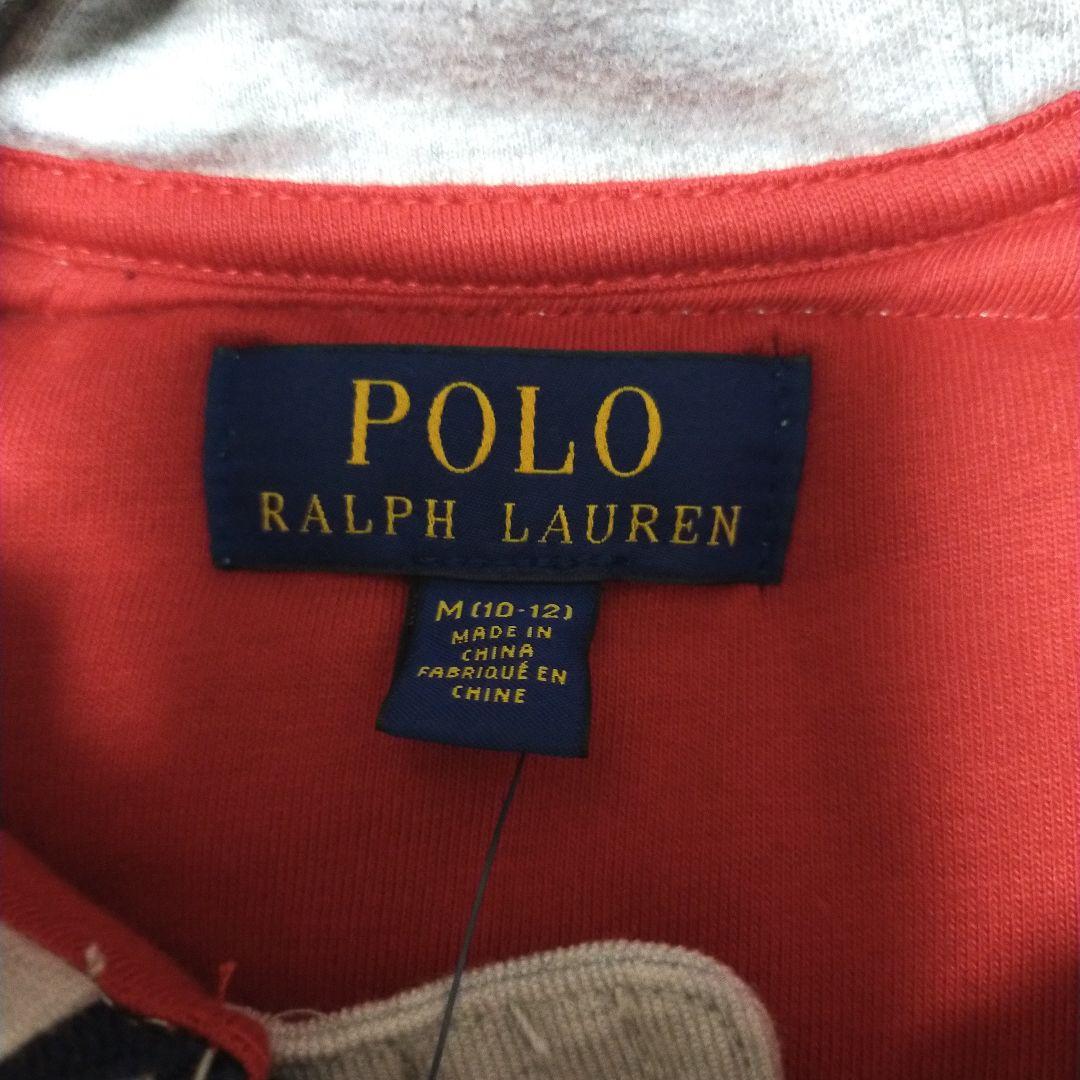 POLO
RALPH LAUREN
M (10-12)
MADE IN
CHINA
FABRIQUÉ EN
CHINE